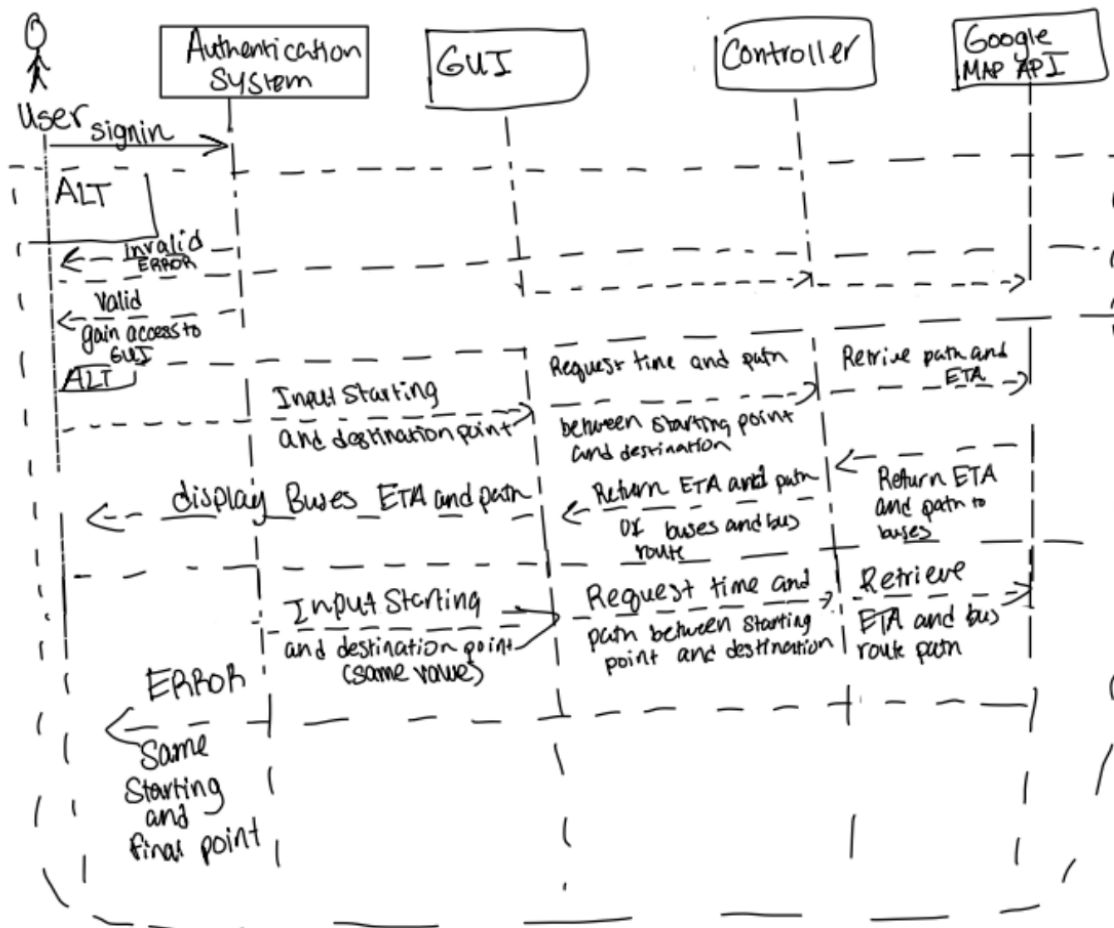 User
Authentication
System
GUI
Controller
Google
MAP API
signin
ALT
Invalid
ERROR
Valid
gain access to
GUI
ALT
Input Starting
and destination point
Request time and path
between starting point
and destination
Retrive path and
ETA
Return ETA
and path to
buses
Return ETA and path
of buses and bus
route
display Buses ETA and path
Input Starting
and destination point
(same value)
Request time and
path between starting
point and destination
Retrieve
ETA and bus
route path
ERROR
Same
Starting
and
final point